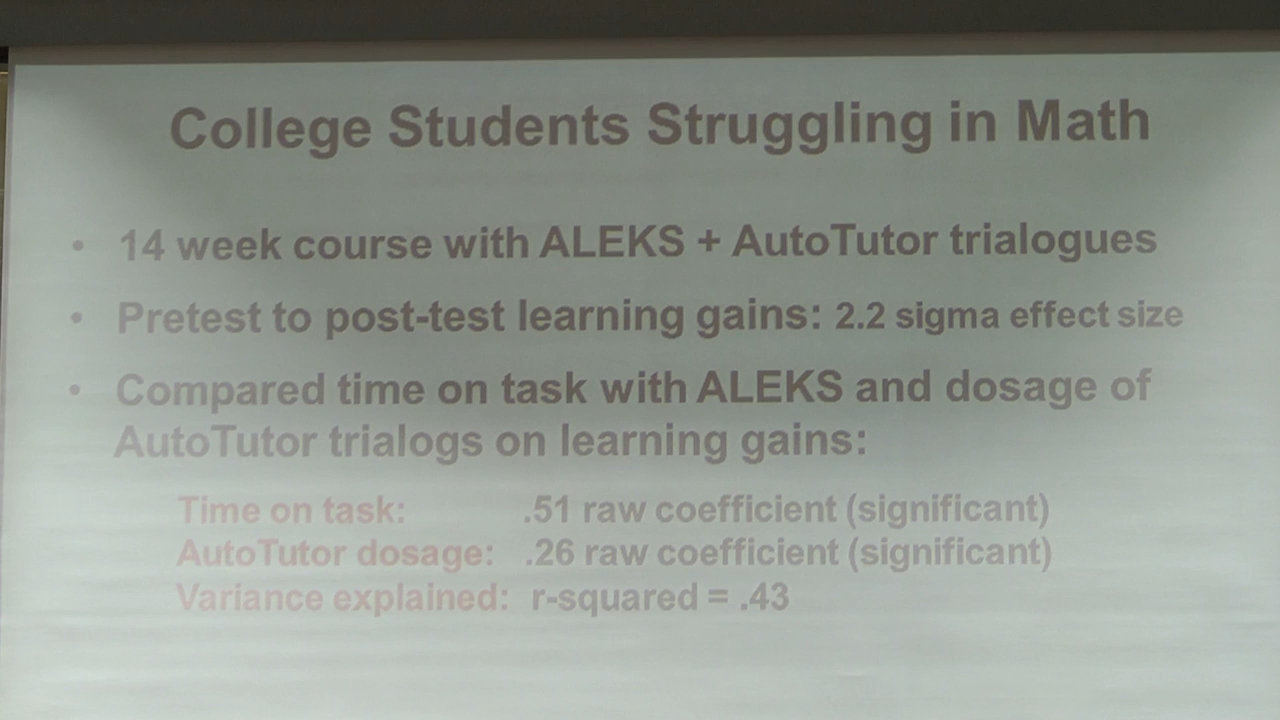 College Students Struggling in Math
• 14 week course with ALEKS + AutoTutor trialogues
• Pretest to post-test learning gains: 2.2 sigma effect size
• Compared time on task with ALEKS and dosage of
AutoTutor trialogs on learning gains:
Time on task: .51 raw coefficient (significant)
AutoTutor dosage: .26 raw coefficient (significant)
Variance explained: r-squared = .43